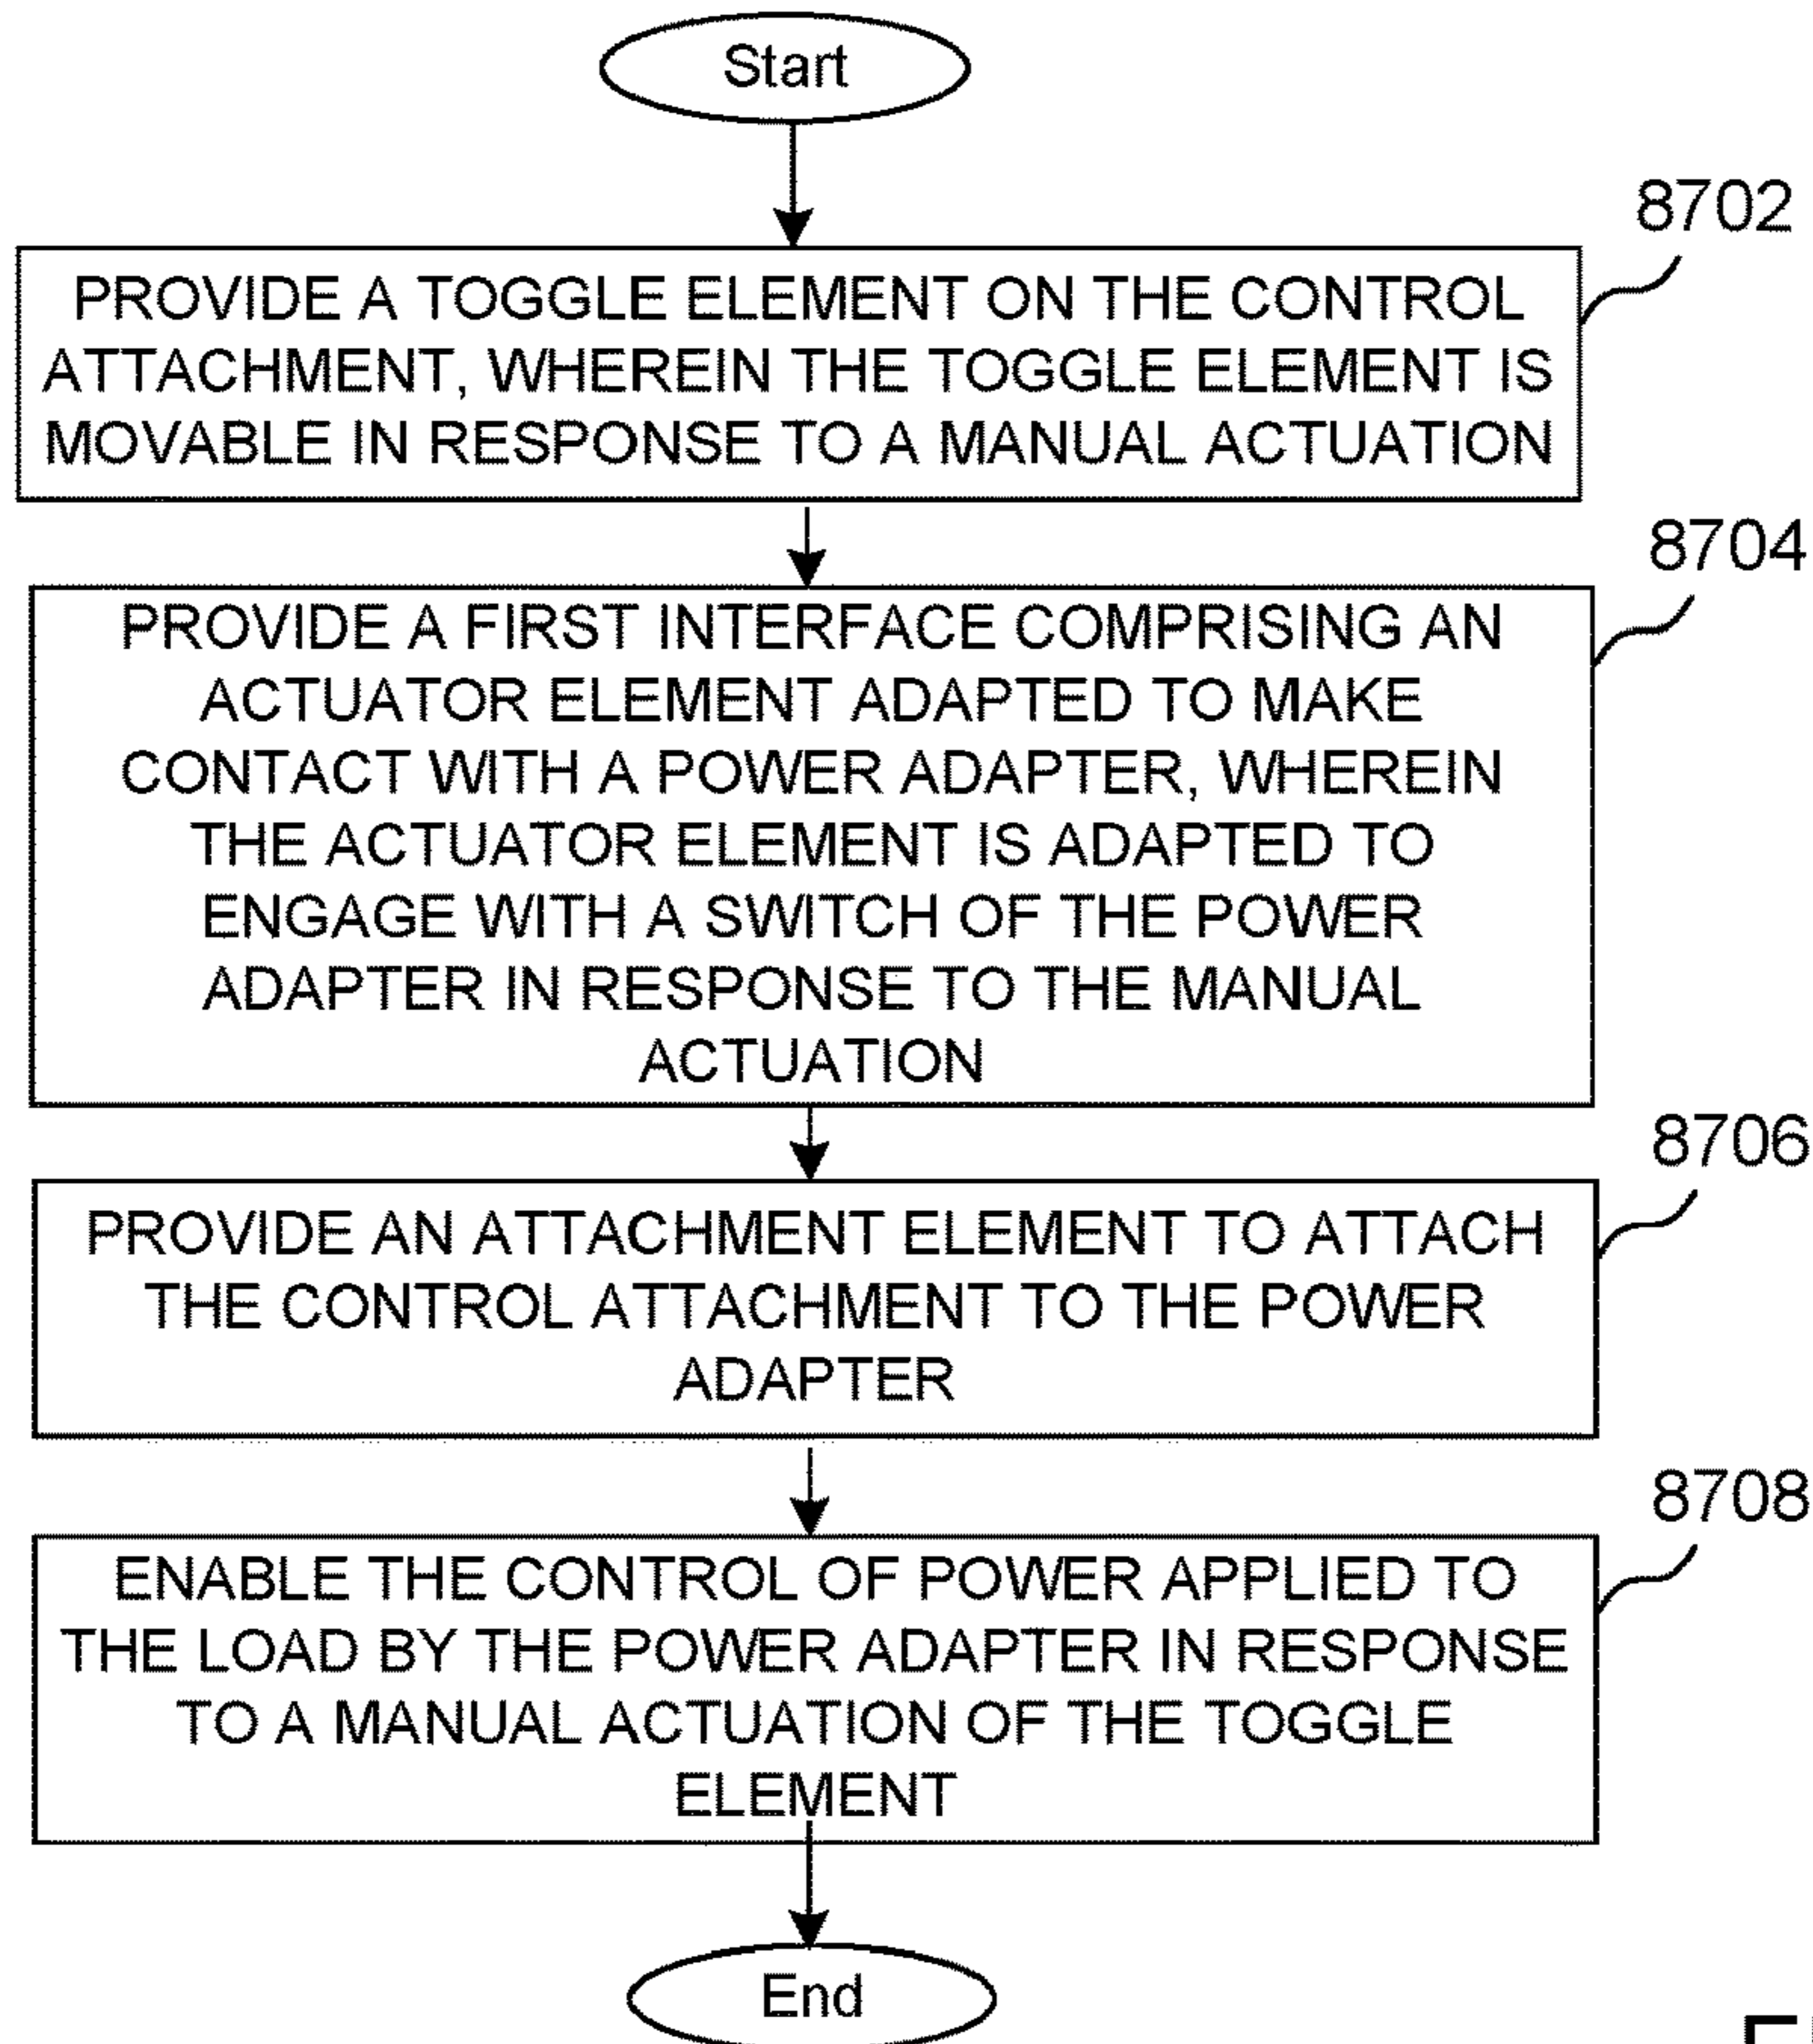 Start
8702
PROVIDE A TOGGLE ELEMENT ON THE CONTROL
ATTACHMENT, WHEREIN THE TOGGLE ELEMENT IS
MOVABLE IN RESPONSE TO A MANUAL ACTUATION
8704
PROVIDE A FIRST INTERFACE COMPRISING AN
ACTUATOR ELEMENT ADAPTED TO MAKE
CONTACT WITH A POWER ADAPTER, WHEREIN
THE ACTUATOR ELEMENT IS ADAPTED TO
ENGAGE WITH A SWITCH OF THE POWER
ADAPTER IN RESPONSE TO THE MANUAL
ACTUATION
8706
PROVIDE AN ATTACHMENT ELEMENT TO ATTACH
THE CONTROL ATTACHMENT TO THE POWER
ADAPTER
8708
ENABLE THE CONTROL OF POWER APPLIED TO
THE LOAD BY THE POWER ADAPTER IN RESPONSE
TO A MANUAL ACTUATION OF THE TOGGLE
ELEMENT
End